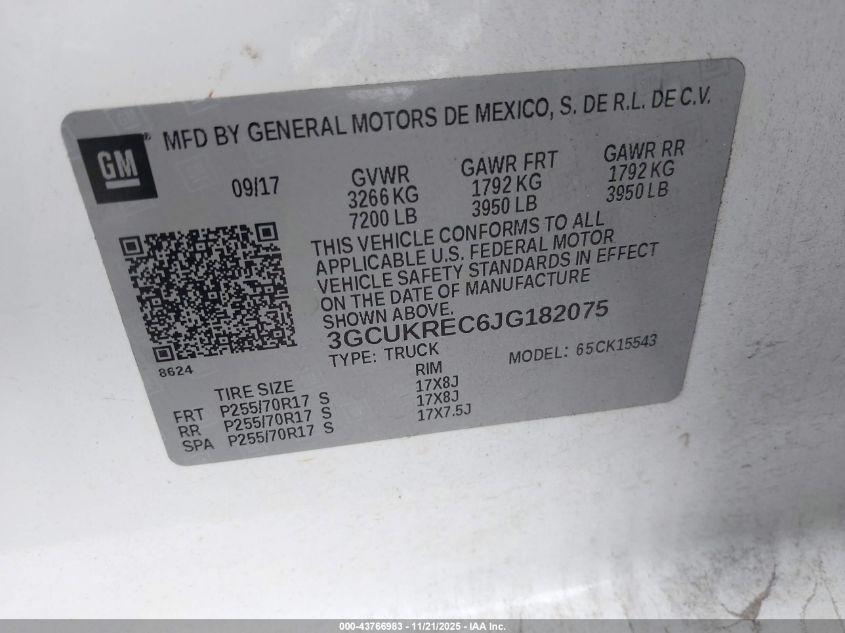 GM ® MFD BY GENERAL MOTORS DE MEXICO, S. DE R.L. DE C.V.
09/17 GVWR GAWR FRT GAWR RR
3266 KG 1792 KG 1792 KG
7200 LB 3950 LB 3950 LB
THIS VEHICLE CONFORMS TO ALL
APPLICABLE U.S. FEDERAL MOTOR
VEHICLE SAFETY STANDARDS IN EFFECT
ON THE DATE OF MANUFACTURE
SHOWN ABOVE.
3GCUKREC6JG182075
8624 TYPE: TRUCK MODEL: 65CK15543
TIRE SIZE RIM
FRT P255/70R17 S 17X8J
RR P255/70R17 S 17X8J
SPA P255/70R17 S 17X7.5J
000-43766983 - 11/21/2025 - IAA Inc.